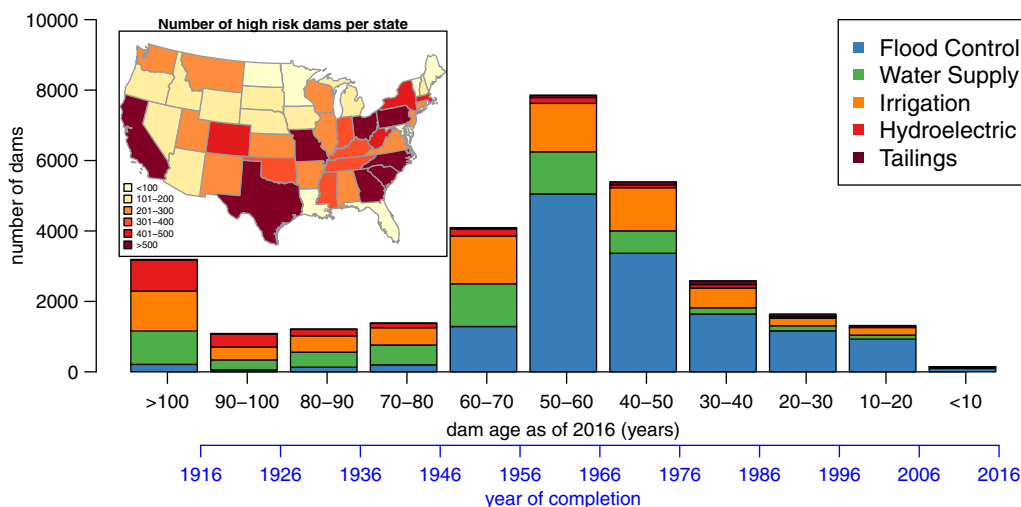 Number of high risk dams per state
<100
101–200
201–300
301–400
401–500
>500
Flood Control
Water Supply
Irrigation
Hydroelectric
Tailings
number of dams
10000
8000
6000
4000
2000
0
>100 90–100 80–90 70–80 60–70 50–60 40–50 30–40 20–30 10–20 <10
dam age as of 2016 (years)
1916 1926 1936 1946 1956 1966 1976 1986 1996 2006 2016
year of completion